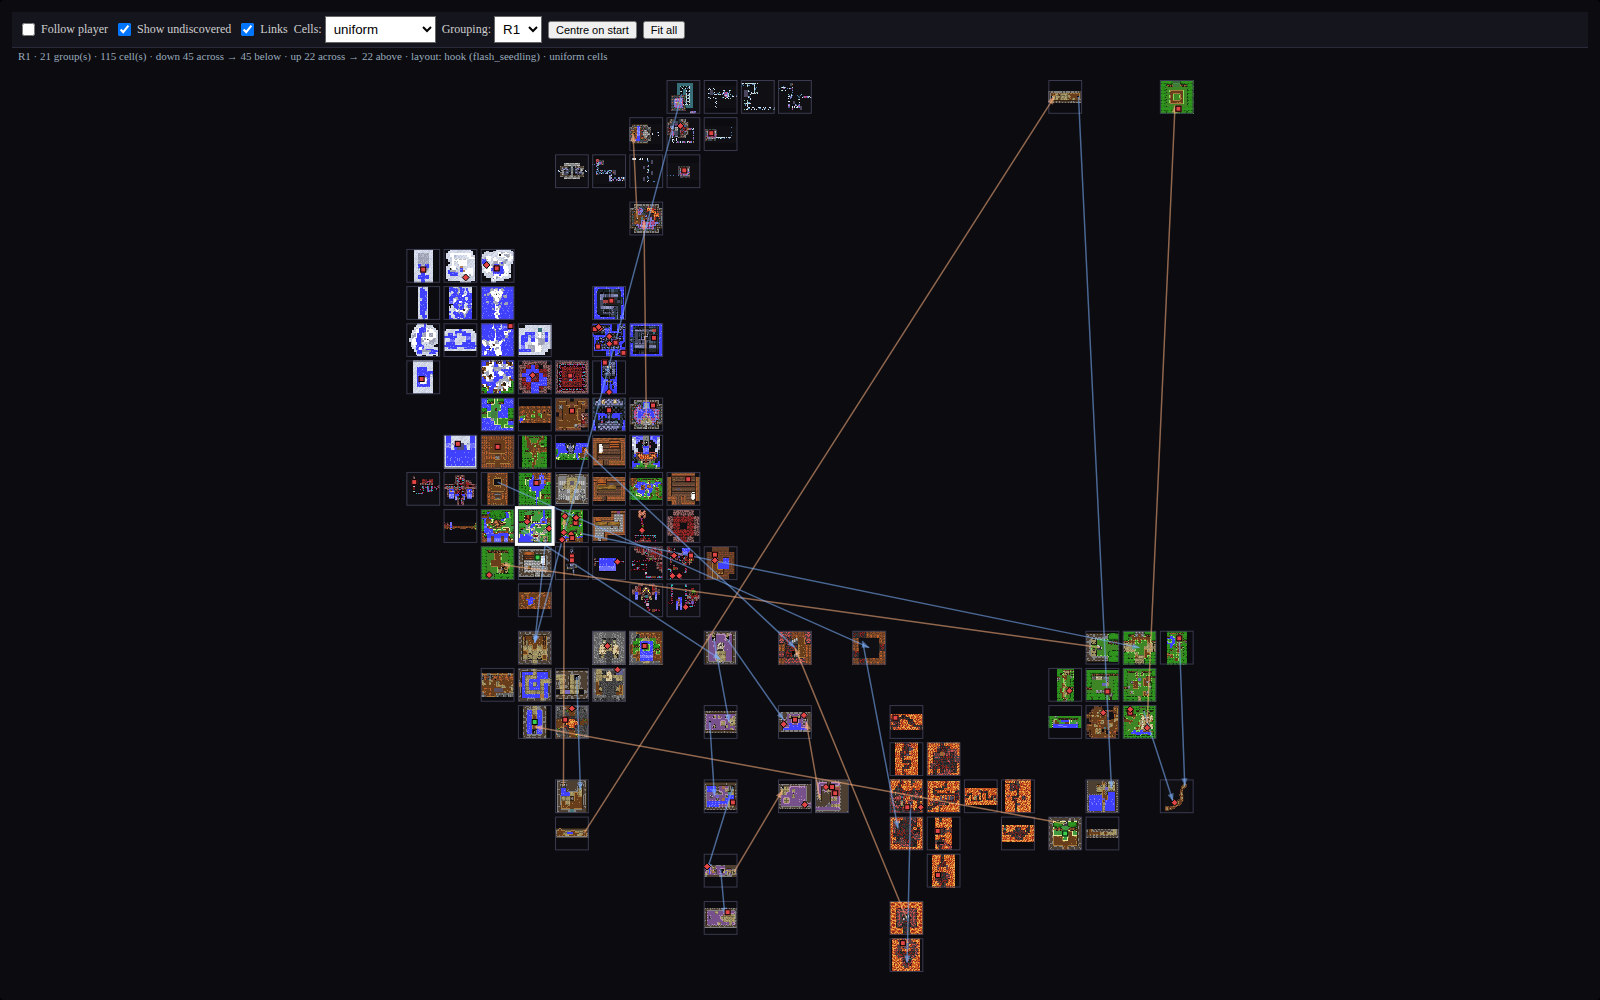 Follow player Show undiscovered Links Cells: uniform Grouping: R1 Centre on start Fit all
R1 · 21 group(s) · 115 cell(s) · down 45 across → 45 below · up 22 across → 22 above · layout: hook (flash_seedling) · uniform cells